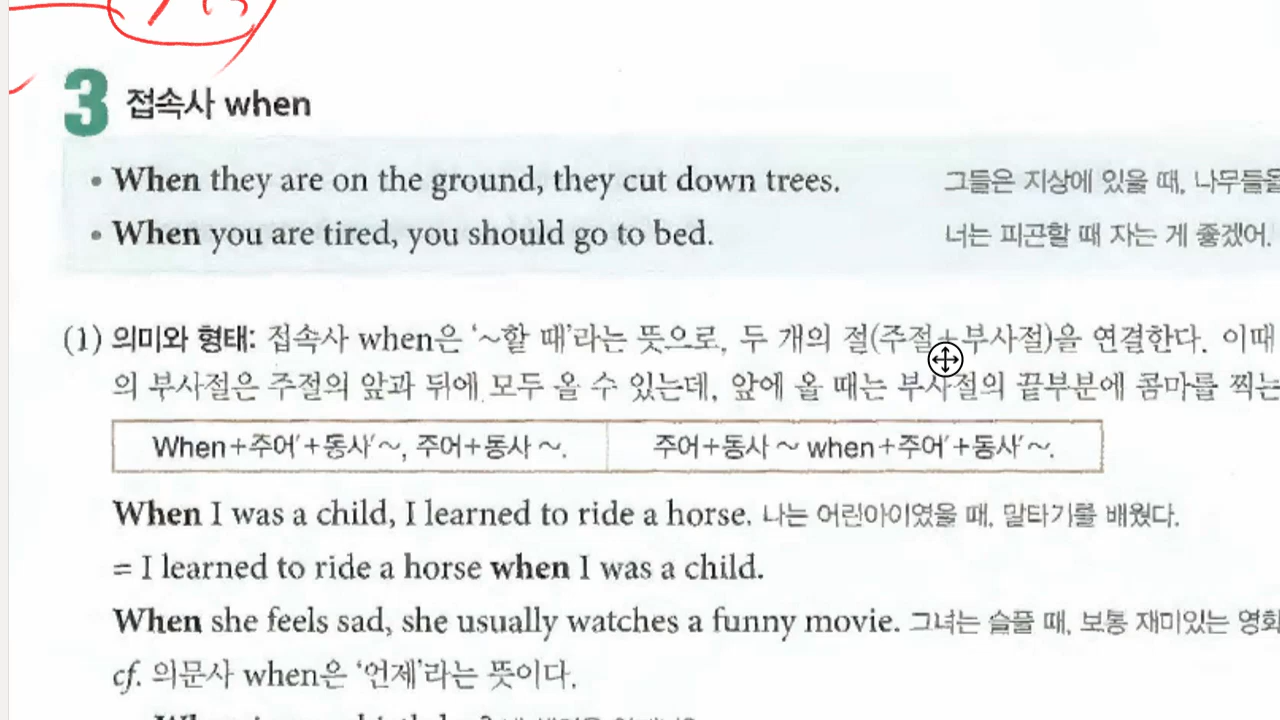 3 접속사 when
• When they are on the ground, they cut down trees. 그들은 지상에 있을 때, 나무들을
• When you are tired, you should go to bed. 너는 피곤할 때 자는 게 좋겠어.
(1) 의미와 형태: 접속사 when은 ‘~할 때’라는 뜻으로, 두 개의 절(주절+부사절)을 연결한다. 이때
의 부사절은 주절의 앞과 뒤에 모두 올 수 있는데, 앞에 올 때는 부사절의 끝부분에 콤마를 찍는
When+주어′+동사′~, 주어+동사 ~. 주어+동사 ~ when+주어′+동사′~.
When I was a child, I learned to ride a horse. 나는 어린아이였을 때, 말타기를 배웠다.
= I learned to ride a horse when I was a child.
When she feels sad, she usually watches a funny movie. 그녀는 슬플 때, 보통 재미있는 영화
cf. 의문사 when은 ‘언제’라는 뜻이다.